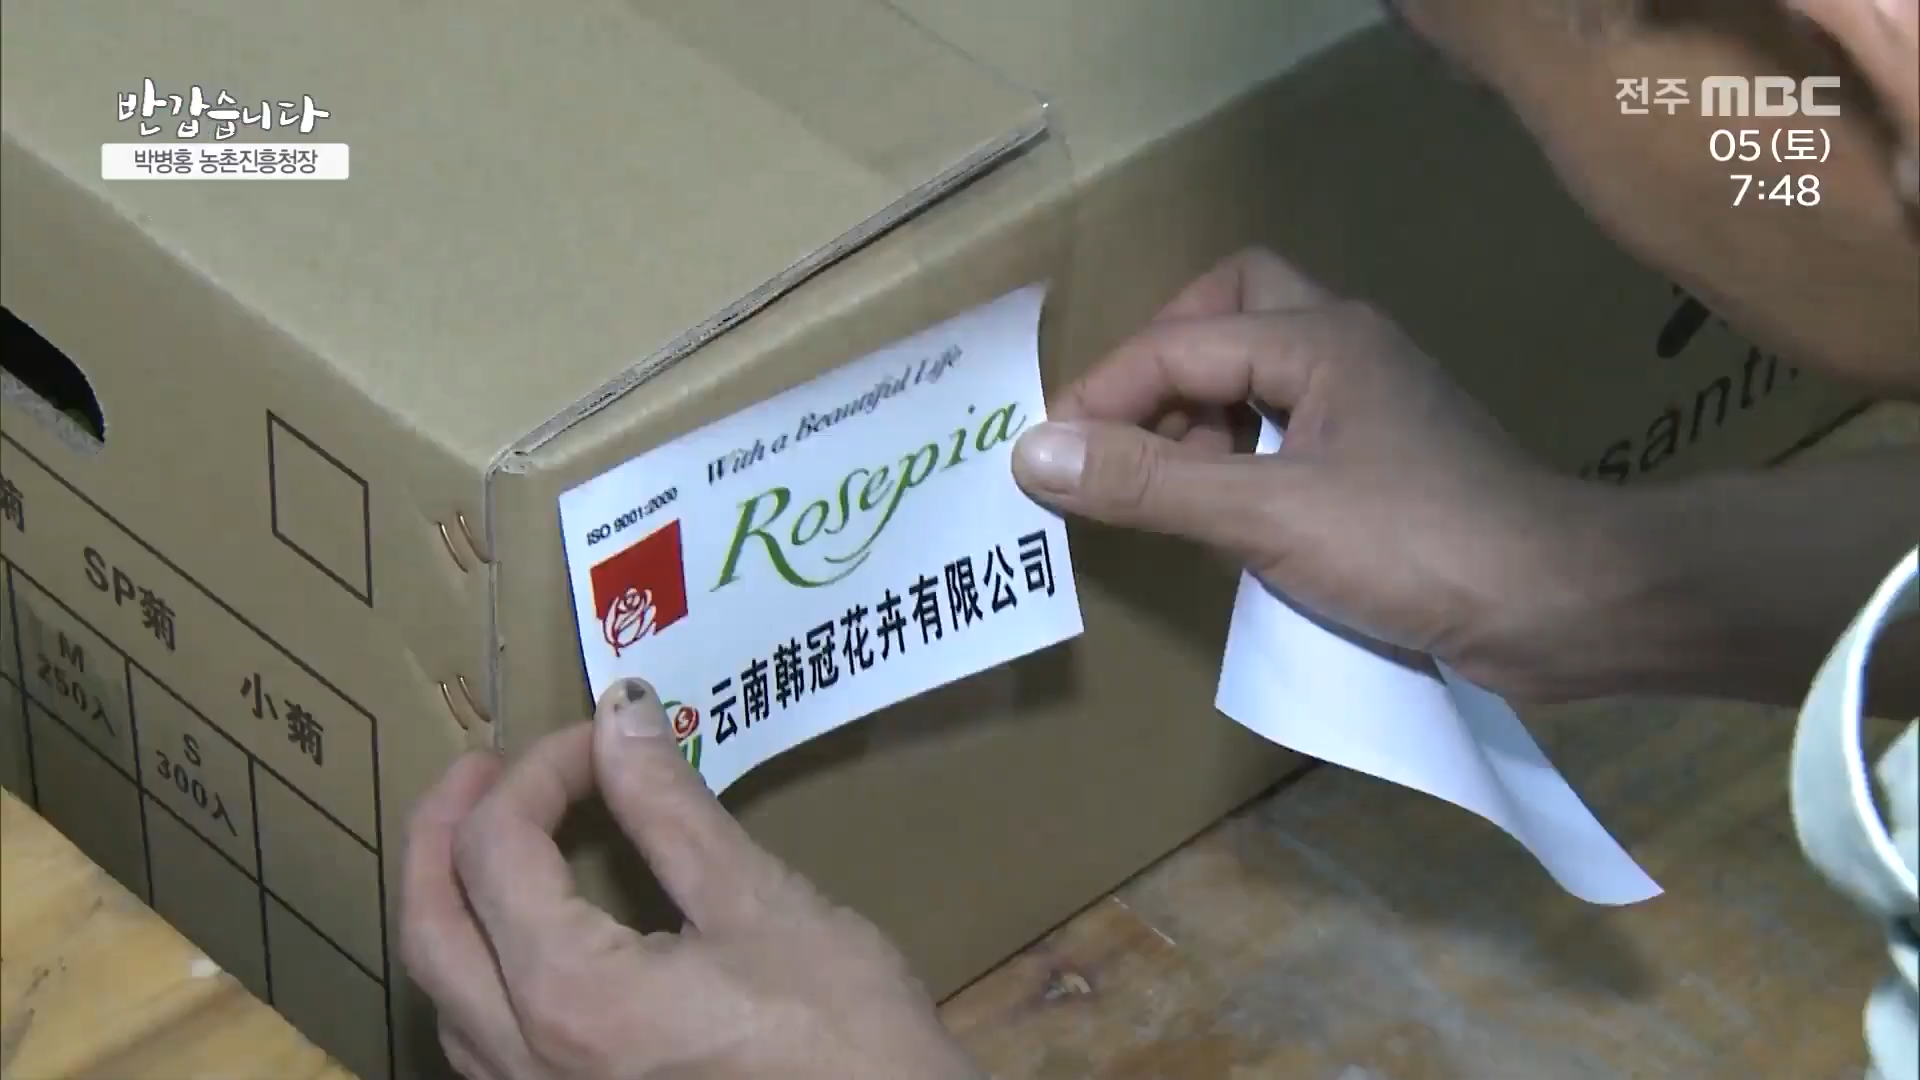 반갑습니다
박병홍 농촌진흥청장
전주 MBC
05 (토)
7:48
With a Beautiful Life
Rosepia
ISO 9001:2000
云南韩冠花卉有限公司
菊
SP菊
小菊
M
250入
S
300入